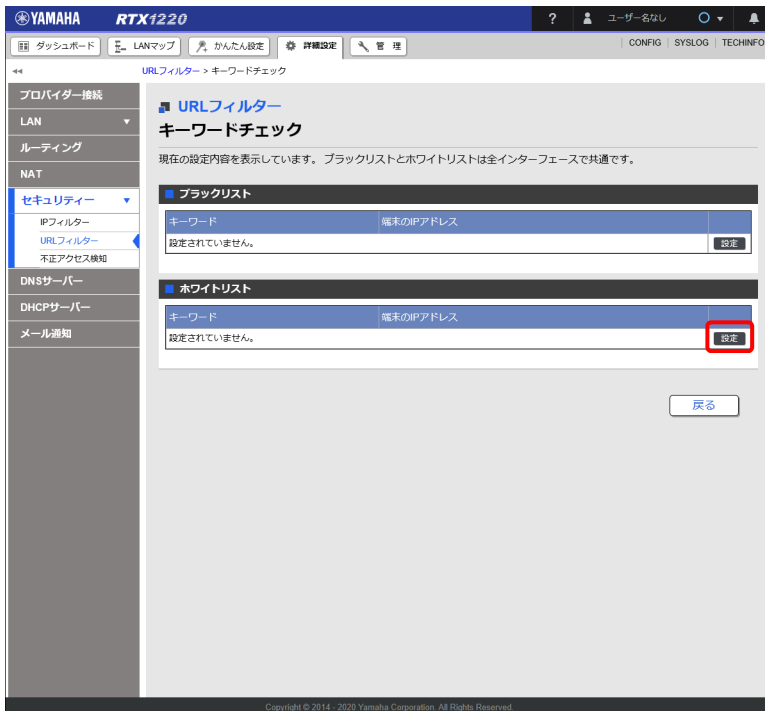 YAMAHA RTX1220 ? ユーザー名なし
ダッシュボード LANマップ かんたん設定 詳細設定 管 理 CONFIG SYSLOG TECHINFO
URLフィルター > キーワードチェック
プロバイダー接続
LAN
ルーティング
NAT
セキュリティー
IPフィルター
URLフィルター
不正アクセス検知
DNSサーバー
DHCPサーバー
メール通知
URLフィルター
キーワードチェック
現在の設定内容を表示しています。 ブラックリストとホワイトリストは全インターフェースで共通です。
ブラックリスト
キーワード 端末のIPアドレス
設定されていません。 設定
ホワイトリスト
キーワード 端末のIPアドレス
設定されていません。 設定
戻る
Copyright © 2014 - 2020 Yamaha Corporation. All Rights Reserved.